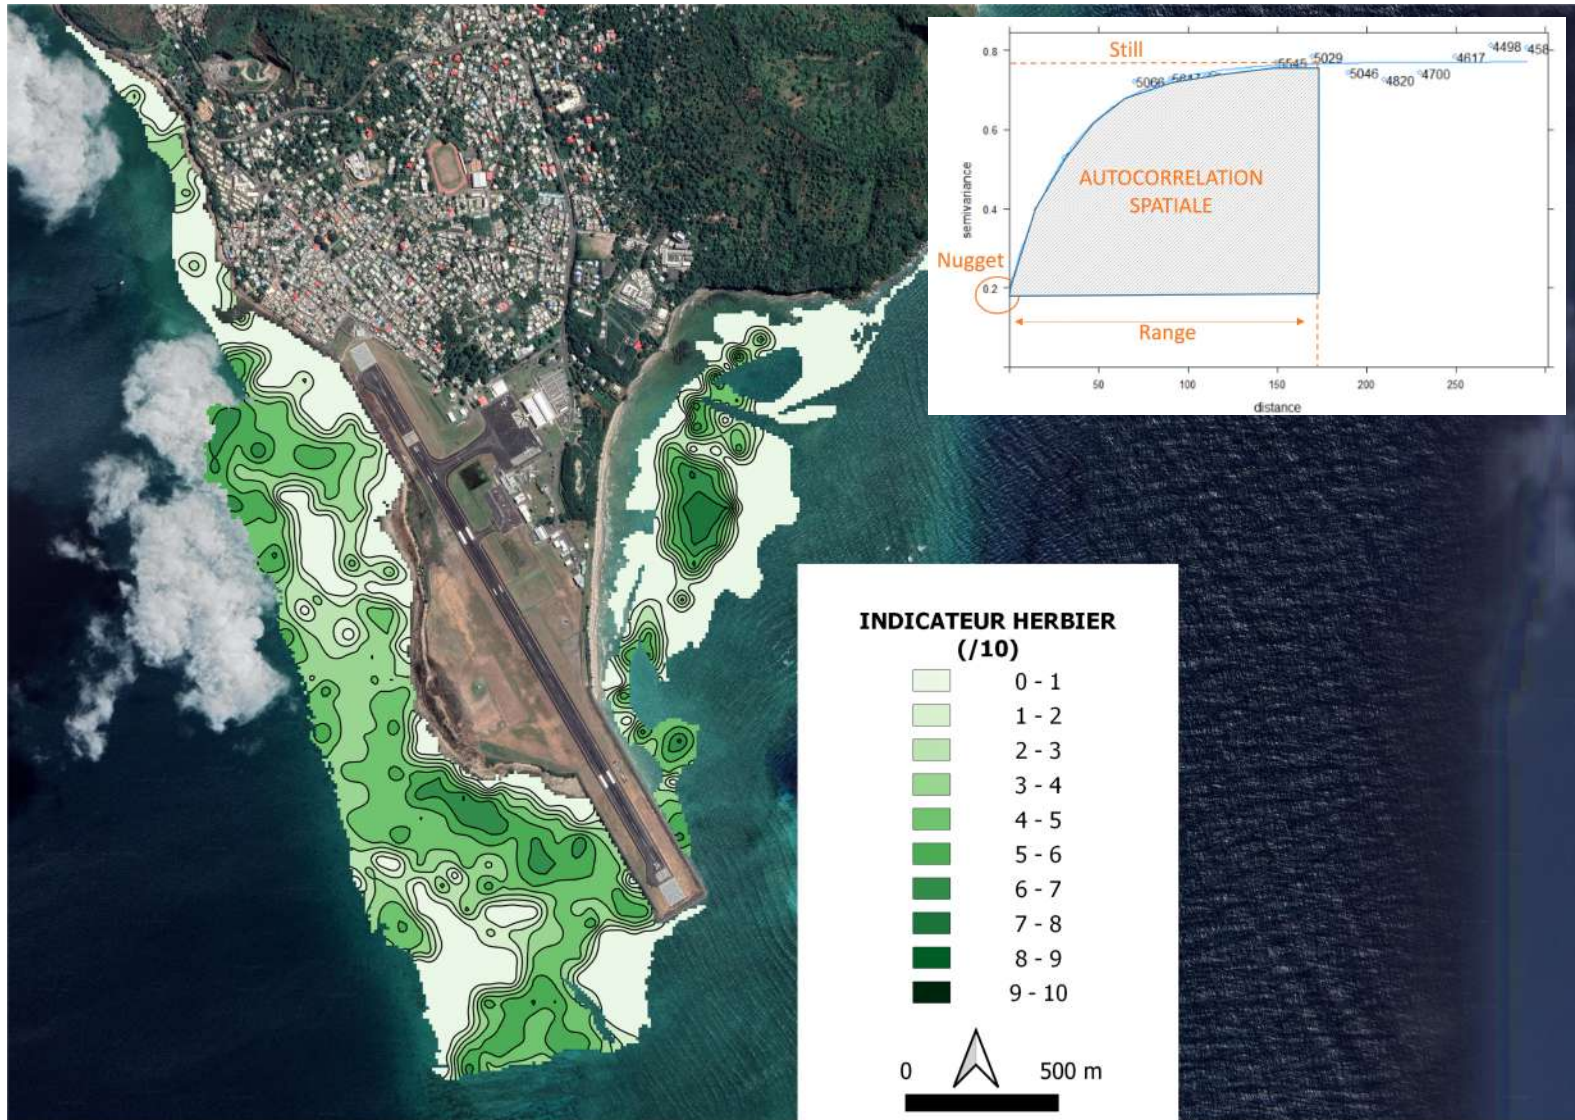 Still
0.8
0.6
0.4
0.2
semivariance
5066
5545
5029
5046
4820
4700
4617
4498
458
AUTOCORRELATION
SPATIALE
Nugget
Range
50
100
150
200
250
distance
INDICATEUR HERBIER
(/10)
0 - 1
1 - 2
2 - 3
3 - 4
4 - 5
5 - 6
6 - 7
7 - 8
8 - 9
9 - 10
0 500 m